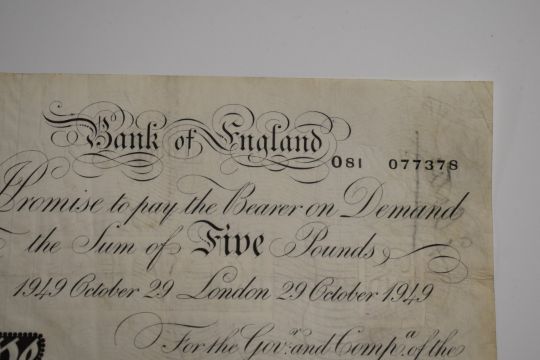 Bank of England
O81 077378
Promise to pay the Bearer on Demand
the Sum of Five Pounds
1949 October 29 London 29 October 1949
For the Govr. and Compa. of the